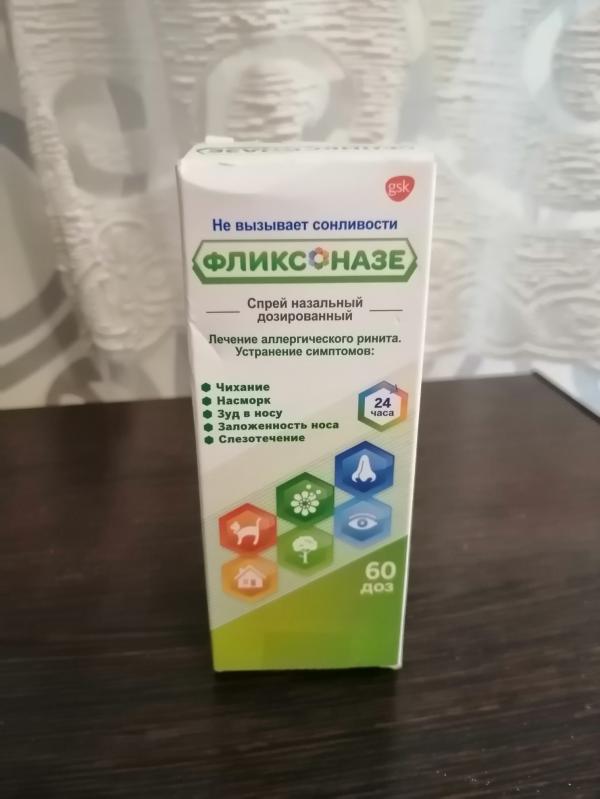 gsk
Не вызывает сонливости
ФЛИКСОНАЗЕ
Спрей назальный
дозированный
Лечение аллергического ринита.
Устранение симптомов:
Чихание
Насморк
Зуд в носу
Заложенность носа
Слезотечение
24
часа
60
доз